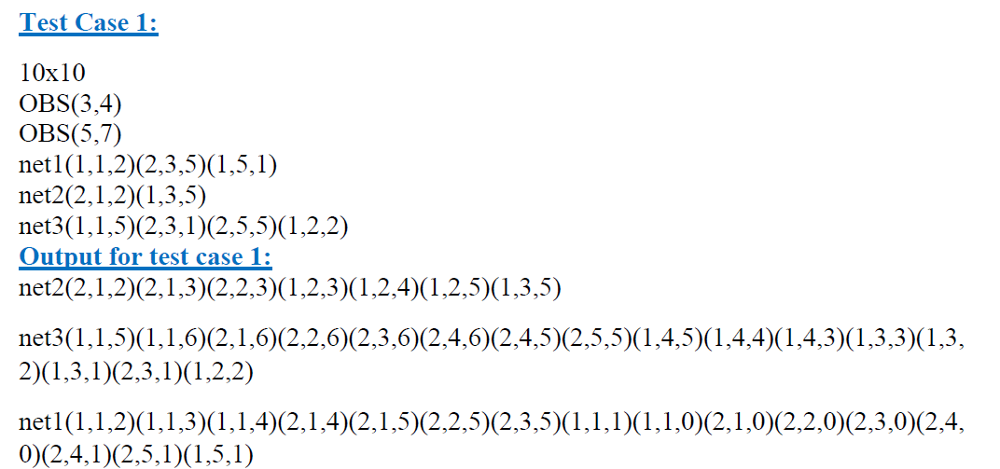 Test Case 1:
10x10
OBS(3,4)
OBS(5,7)
net1(1,1,2)(2,3,5)(1,5,1)
net2(2,1,2)(1,3,5)
net3(1,1,5)(2,3,1)(2,5,5)(1,2,2)
Output for test case 1:
net2(2,1,2)(2,1,3)(2,2,3)(1,2,3)(1,2,4)(1,2,5)(1,3,5)
net3(1,1,5)(1,1,6)(2,1,6)(2,2,6)(2,3,6)(2,4,6)(2,4,5)(2,5,5)(1,4,5)(1,4,4)(1,4,3)(1,3,3)(1,3,
2)(1,3,1)(2,3,1)(1,2,2)
net1(1,1,2)(1,1,3)(1,1,4)(2,1,4)(2,1,5)(2,2,5)(2,3,5)(1,1,1)(1,1,0)(2,1,0)(2,2,0)(2,3,0)(2,4,
0)(2,4,1)(2,5,1)(1,5,1)